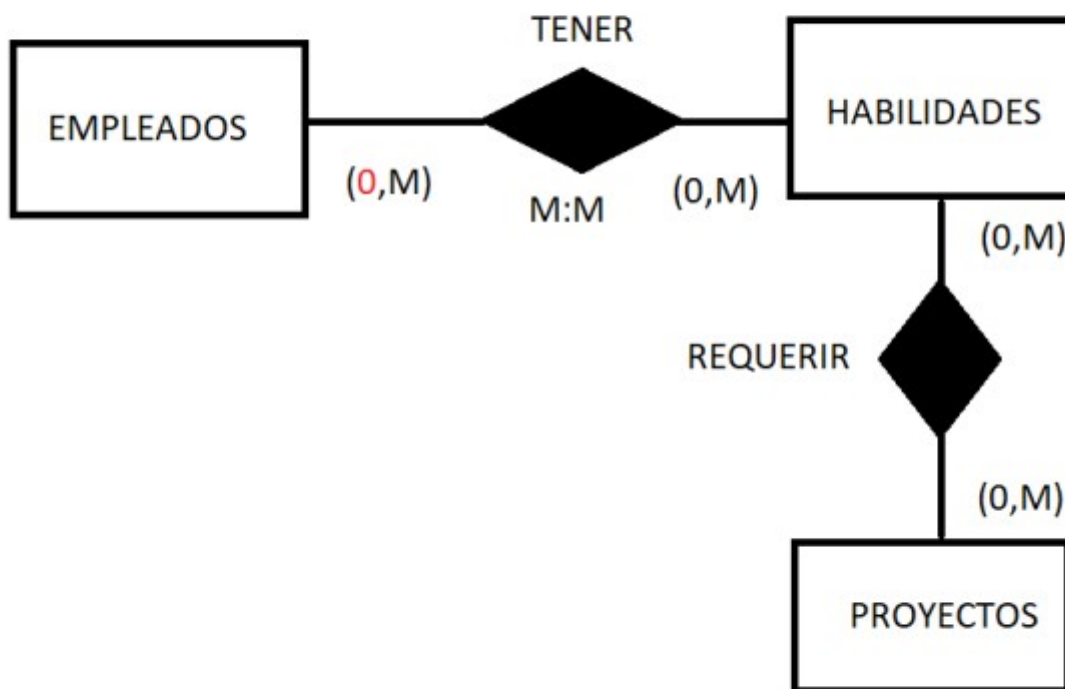 TENER
EMPLEADOS
HABILIDADES
(0,M)
M:M
(0,M)
(0,M)
REQUERIR
(0,M)
PROYECTOS